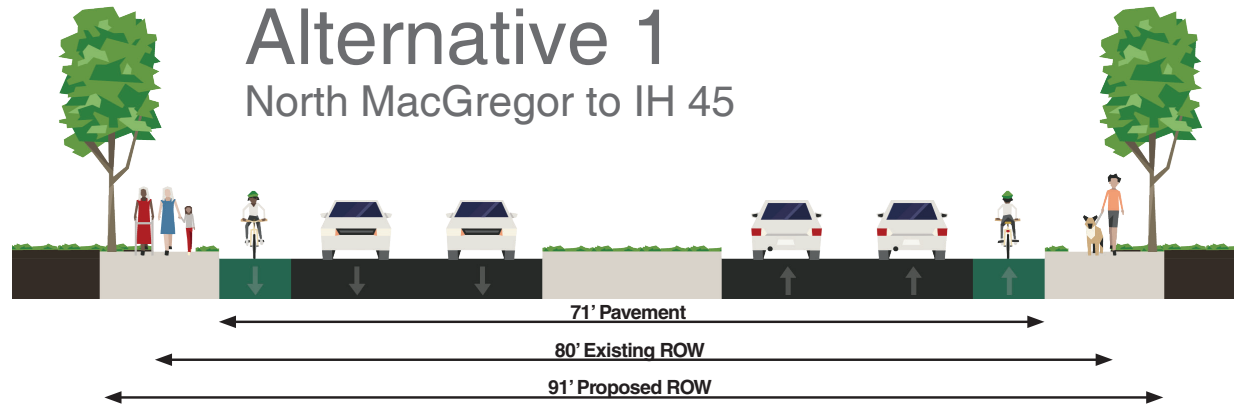 Alternative 1
North MacGregor to IH 45
71’ Pavement
80’ Existing ROW
91’ Proposed ROW